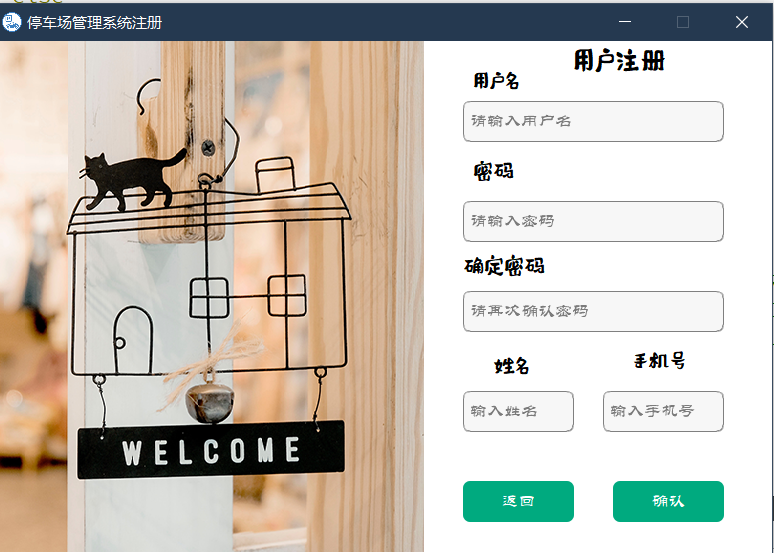 else
停车场管理系统注册
用户注册
用户名
请输入用户名
密码
请输入密码
确定密码
请再次确认密码
姓名 手机号
输入姓名 输入手机号
WELCOME
返回 确认